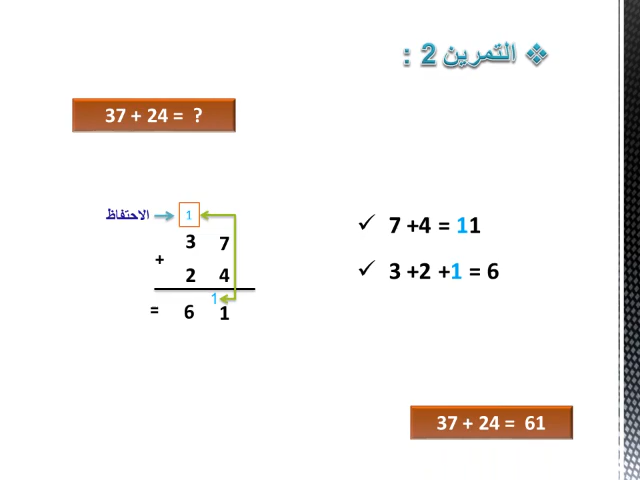 ❖ التمرين 2 :
37 + 24 = ?
الاحتفاظ 1
3 7
+
2 4
1
= 6 1
✓ 7 +4 = 11
✓ 3 +2 +1 = 6
37 + 24 = 61